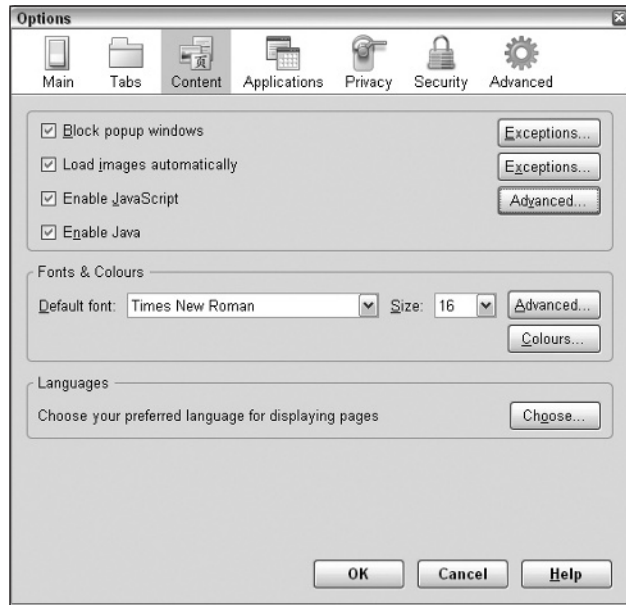 Options
Main Tabs Content Applications Privacy Security Advanced
Block popup windows Exceptions...
Load images automatically Exceptions...
Enable JavaScript Advanced...
Enable Java
Fonts & Colours
Default font: Times New Roman Size: 16 Advanced...
Colours...
Languages
Choose your preferred language for displaying pages Choose...
OK Cancel Help